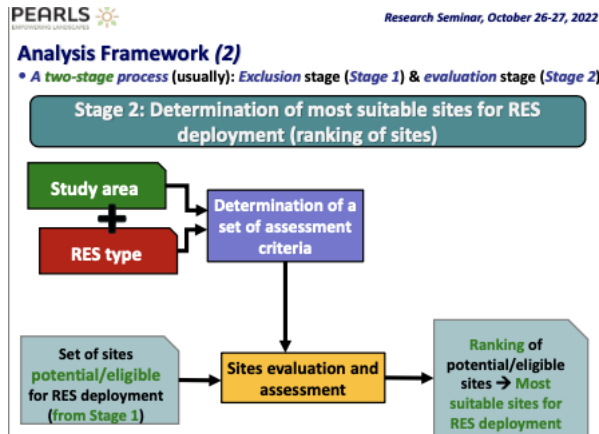 PEARLS
EMPOWERING LANDSCAPES
Research Seminar, October 26-27, 2022
Analysis Framework (2)
• A two-stage process (usually): Exclusion stage (Stage 1) & evaluation stage (Stage 2)
Stage 2: Determination of most suitable sites for RES
deployment (ranking of sites)
Study area
+
RES type
Determination of a
set of assessment
criteria
Set of sites
potential/eligible
for RES deployment
(from Stage 1)
Sites evaluation and
assessment
Ranking of
potential/eligible
sites → Most
suitable sites for
RES deployment